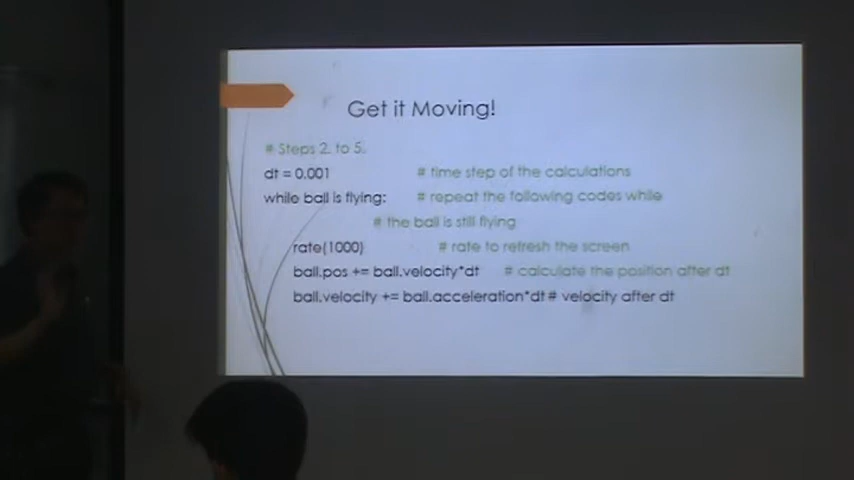 Get it Moving!
# Steps 2. to 5.
dt = 0.001 # time step of the calculations
while ball is flying: # repeat the following codes while
# the ball is still flying
rate(1000) # rate to refresh the screen
ball.pos += ball.velocity*dt # calculate the position after dt
ball.velocity += ball.acceleration*dt # velocity after dt